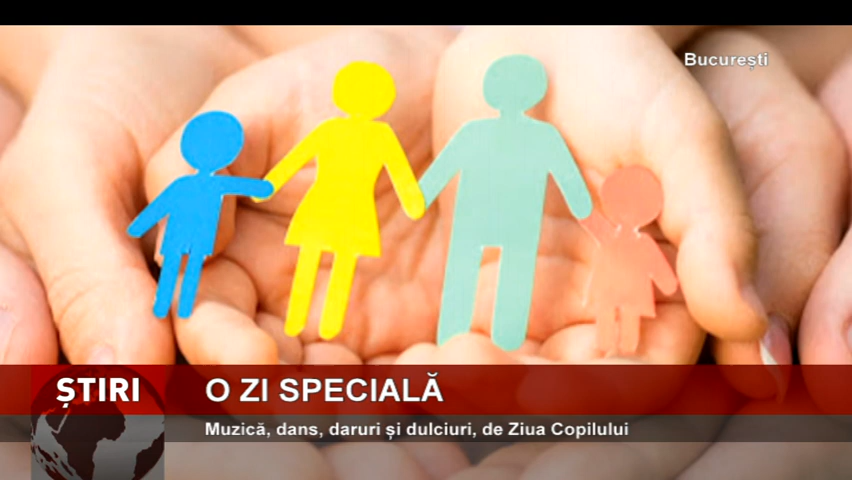 București
ȘTIRI
O ZI SPECIALĂ
Muzică, dans, daruri și dulciuri, de Ziua Copilului